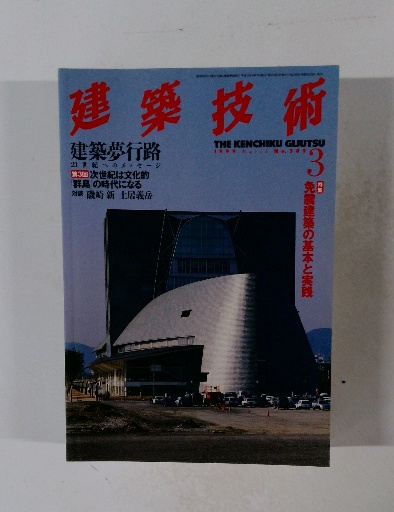 建築技術
THE KENCHIKU GIJUTSU
3
建築夢行路
21世紀へのメッセージ
第3回 次世紀は文化的
「群島」の時代になる
対談 磯崎 新 土居義岳
特集
免震建築の基本と実践